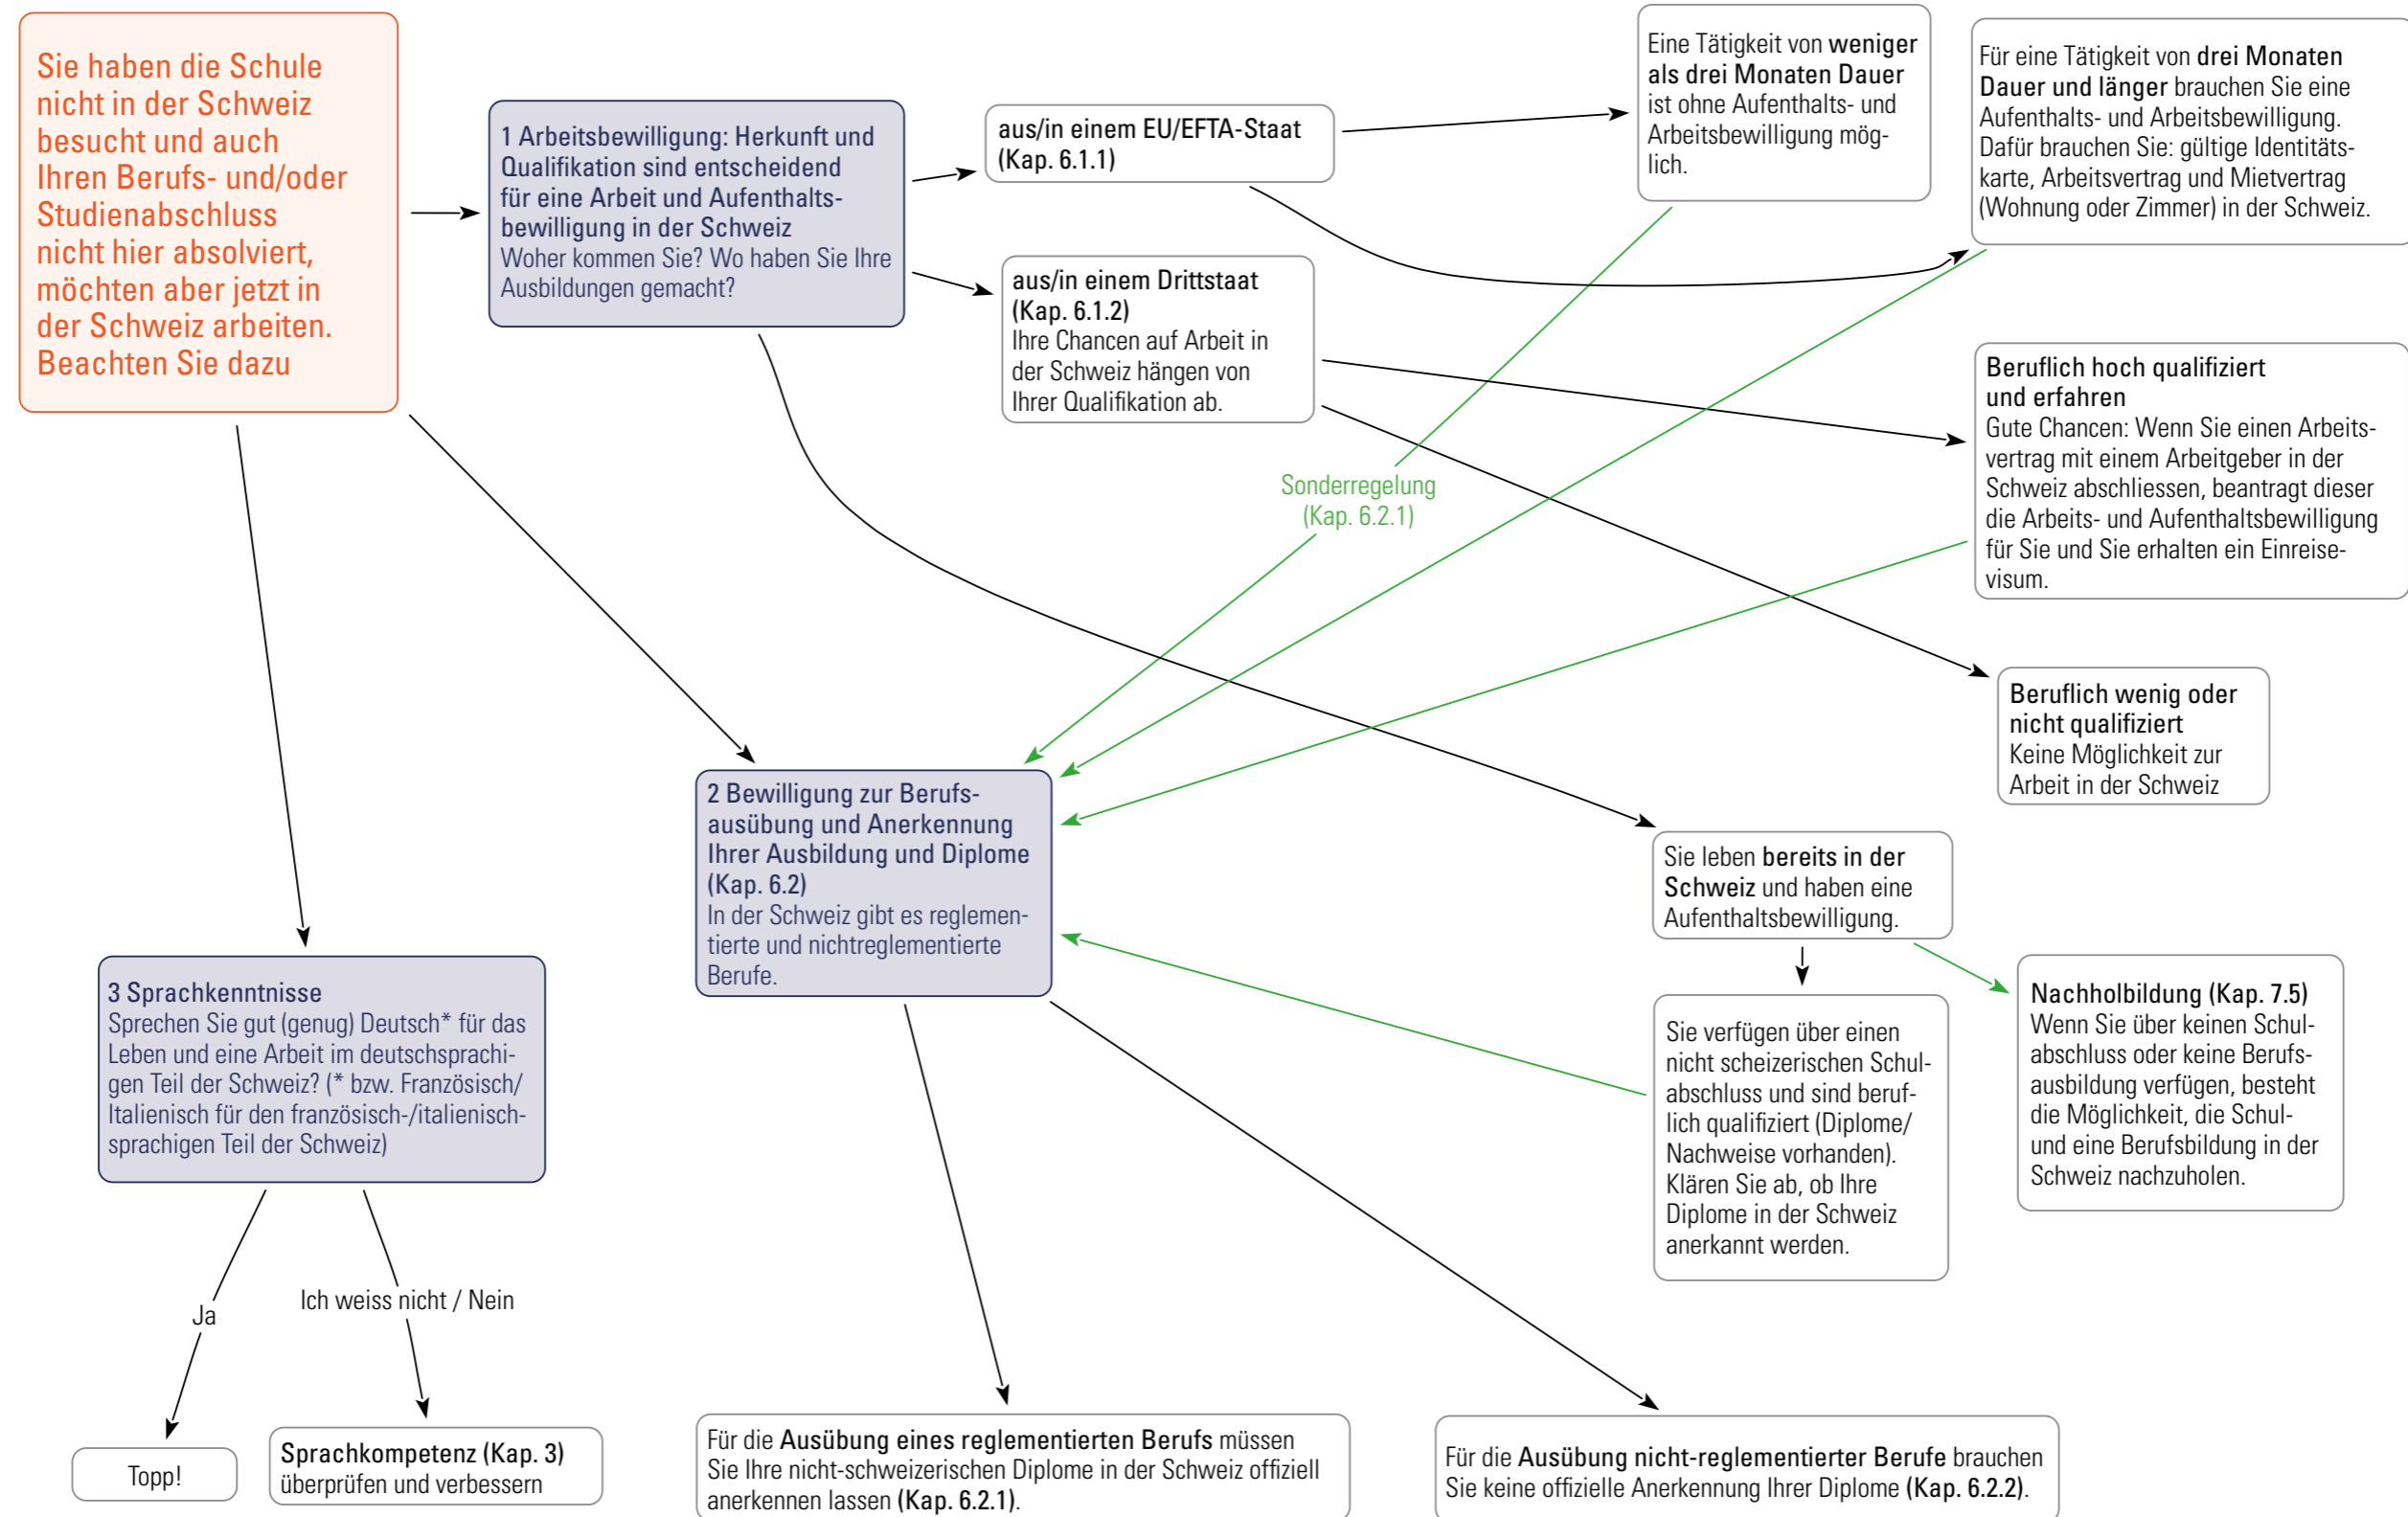 Sie haben die Schule
nicht in der Schweiz
besucht und auch
Ihren Berufs- und/oder
Studienabschluss
nicht hier absolviert,
möchten aber jetzt in
der Schweiz arbeiten.
Beachten Sie dazu
1 Arbeitsbewilligung: Herkunft und
Qualifikation sind entscheidend
für eine Arbeit und Aufenthalts-
bewilligung in der Schweiz
Woher kommen Sie? Wo haben Sie Ihre
Ausbildungen gemacht?
aus/in einem EU/EFTA-Staat
(Kap. 6.1.1)
Eine Tätigkeit von weniger
als drei Monaten Dauer
ist ohne Aufenthalts- und
Arbeitsbewilligung mög-
lich.
Für eine Tätigkeit von drei Monaten
Dauer und länger brauchen Sie eine
Aufenthalts- und Arbeitsbewilligung.
Dafür brauchen Sie: gültige Identitäts-
karte, Arbeitsvertrag und Mietvertrag
(Wohnung oder Zimmer) in der Schweiz.
aus/in einem Drittstaat
(Kap. 6.1.2)
Ihre Chancen auf Arbeit in
der Schweiz hängen von
Ihrer Qualifikation ab.
Beruflich hoch qualifiziert
und erfahren
Gute Chancen: Wenn Sie einen Arbeits-
vertrag mit einem Arbeitgeber in der
Schweiz abschliessen, beantragt dieser
die Arbeits- und Aufenthaltsbewilligung
für Sie und Sie erhalten ein Einreise-
visum.
Sonderregelung
(Kap. 6.2.1)
Beruflich wenig oder
nicht qualifiziert
Keine Möglichkeit zur
Arbeit in der Schweiz
2 Bewilligung zur Berufs-
ausübung und Anerkennung
Ihrer Ausbildung und Diplome
(Kap. 6.2)
In der Schweiz gibt es reglemen-
tierte und nichtreglementierte
Berufe.
Sie leben bereits in der
Schweiz und haben eine
Aufenthaltsbewilligung.
3 Sprachkenntnisse
Sprechen Sie gut (genug) Deutsch* für das
Leben und eine Arbeit im deutschsprachi-
gen Teil der Schweiz? (* bzw. Französisch/
Italienisch für den französisch-/italienisch-
sprachigen Teil der Schweiz)
Sie verfügen über einen
nicht scheizerischen Schul-
abschluss und sind beruf-
lich qualifiziert (Diplome/
Nachweise vorhanden).
Klären Sie ab, ob Ihre
Diplome in der Schweiz
anerkannt werden.
Nachholbildung (Kap. 7.5)
Wenn Sie über keinen Schul-
abschluss oder keine Berufs-
ausbildung verfügen, besteht
die Möglichkeit, die Schul-
und eine Berufsbildung in der
Schweiz nachzuholen.
Ja
Ich weiss nicht / Nein
Topp!
Sprachkompetenz (Kap. 3)
überprüfen und verbessern
Für die Ausübung eines reglementierten Berufs müssen
Sie Ihre nicht-schweizerischen Diplome in der Schweiz offiziell
anerkennen lassen (Kap. 6.2.1).
Für die Ausübung nicht-reglementierter Berufe brauchen
Sie keine offizielle Anerkennung Ihrer Diplome (Kap. 6.2.2).